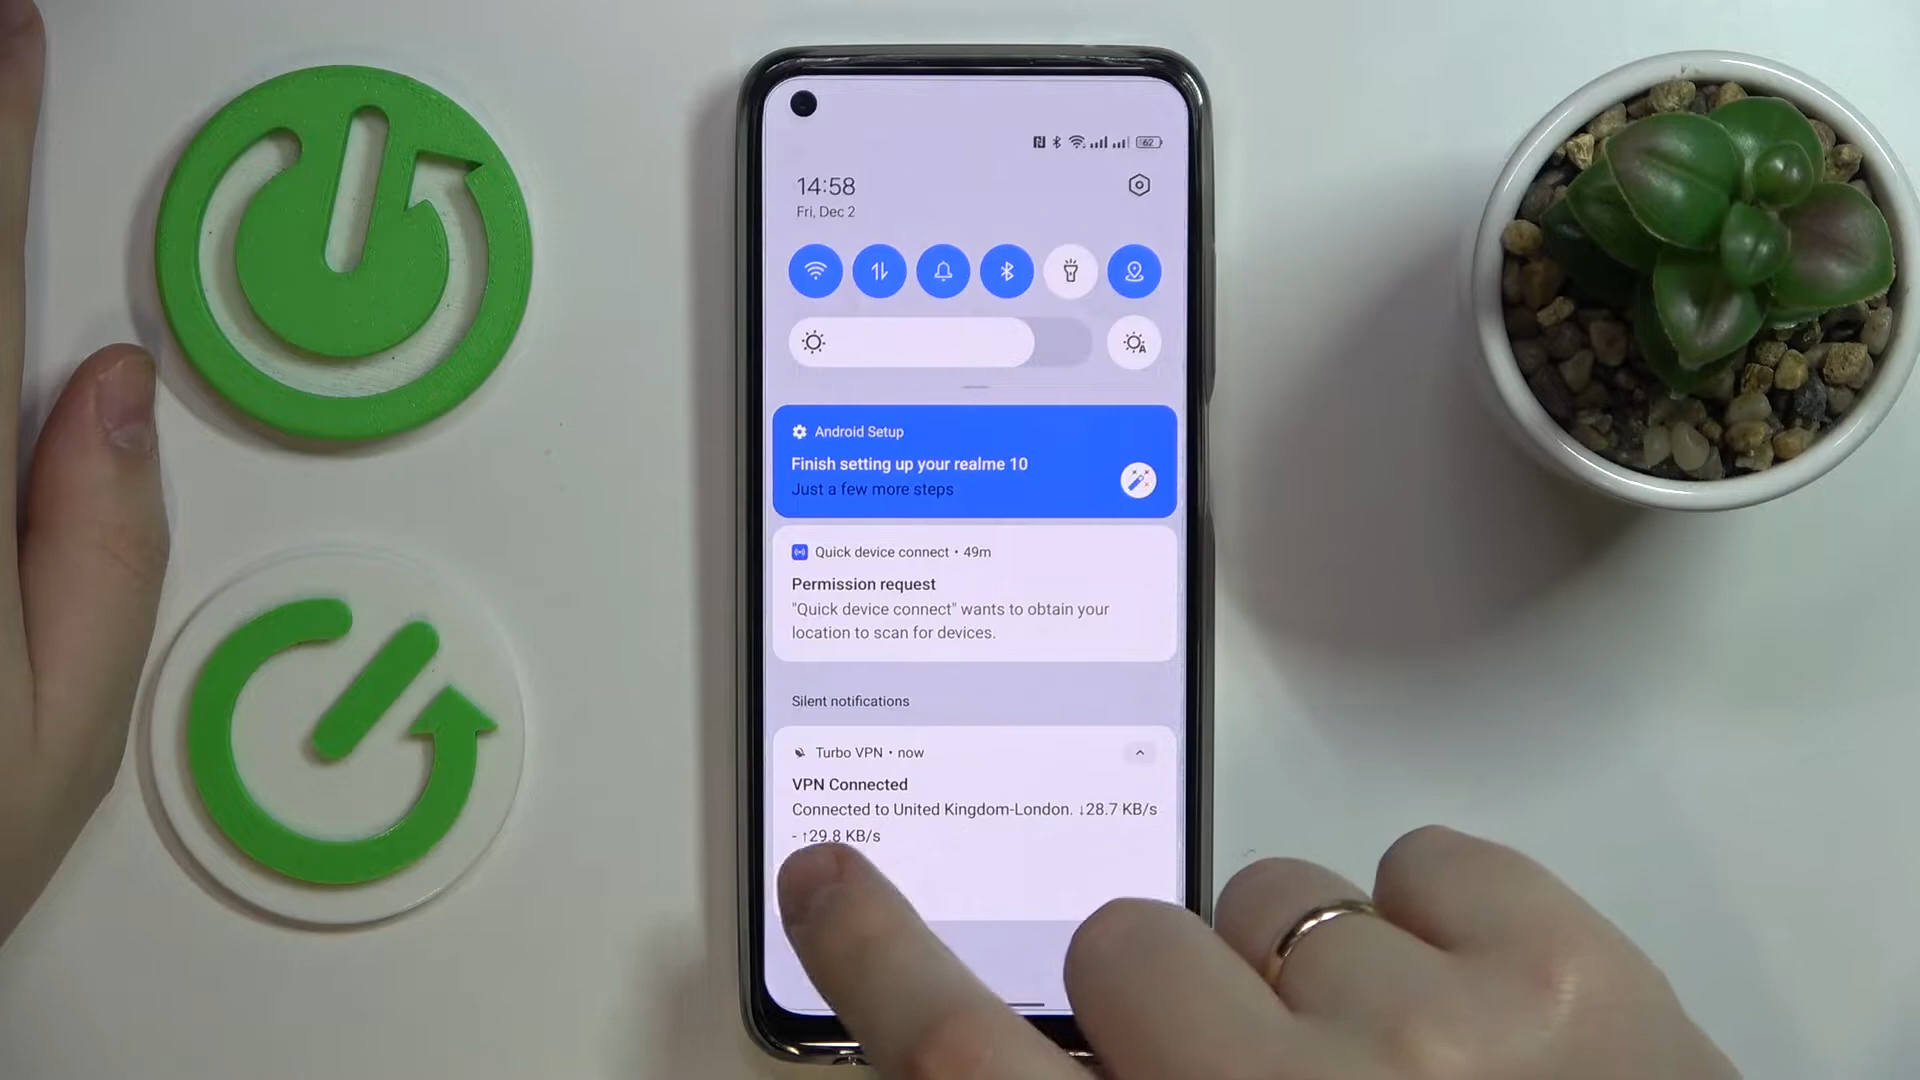 62
14:58
Fri, Dec 2
Android Setup
Finish setting up your realme 10
Just a few more steps
Quick device connect • 49m
Permission request
"Quick device connect" wants to obtain your
location to scan for devices.
Silent notifications
Turbo VPN • now
VPN Connected
Connected to United Kingdom-London. ↓28.7 KB/s
- ↑29.8 KB/s